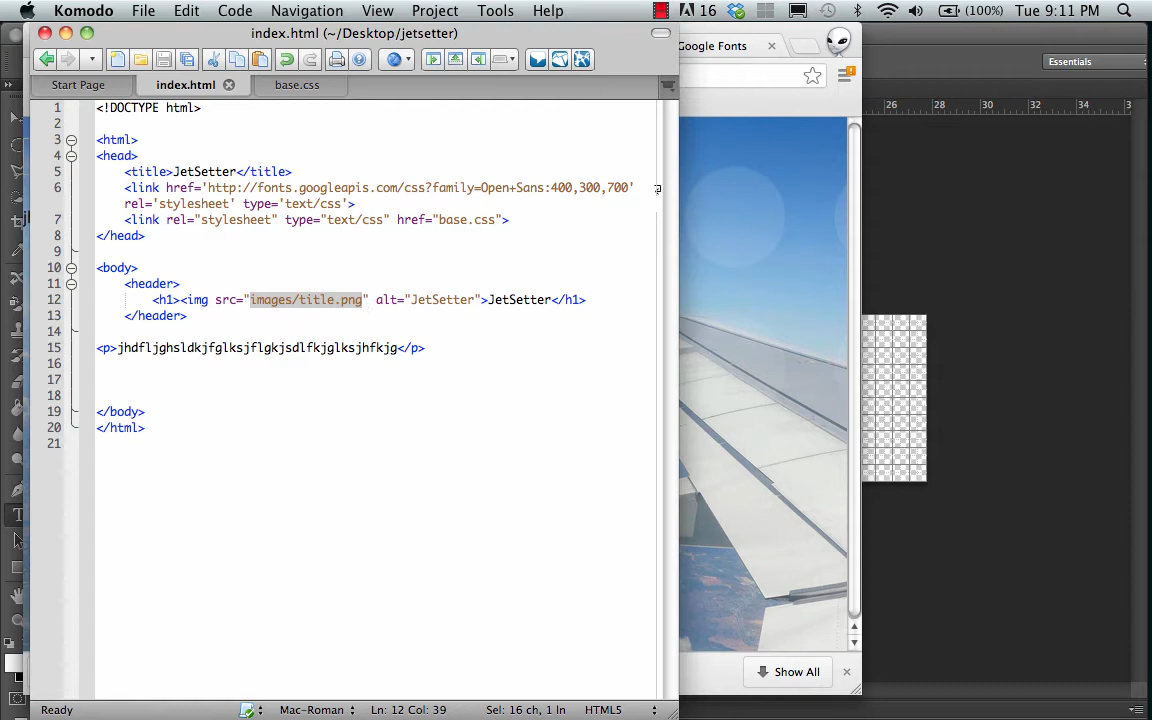 Komodo File Edit Code Navigation View Project Tools Help 16 (100%) Tue 9:11 PM
index.html (~/Desktop/jetsetter)
Google Fonts
Essentials
Start Page index.html base.css
26 28 30 32 34 3
1 <!DOCTYPE html>
2
3 <html>
4 <head>
5 <title>JetSetter</title>
6 <link href='http://fonts.googleapis.com/css?family=Open+Sans:400,300,700'
rel='stylesheet' type='text/css'>
7 <link rel="stylesheet" type="text/css" href="base.css">
8 </head>
9
10 <body>
11 <header>
12 <h1><img src="images/title.png" alt="JetSetter">JetSetter</h1>
13 </header>
14
15 <p>jhdfljghsldkjfglksjflgkjsdlfkjglksjhfkjg</p>
16
17
18
19 </body>
20 </html>
21
Show All
Ready Mac-Roman Ln: 12 Col: 39 Sel: 16 ch, 1 ln HTML5